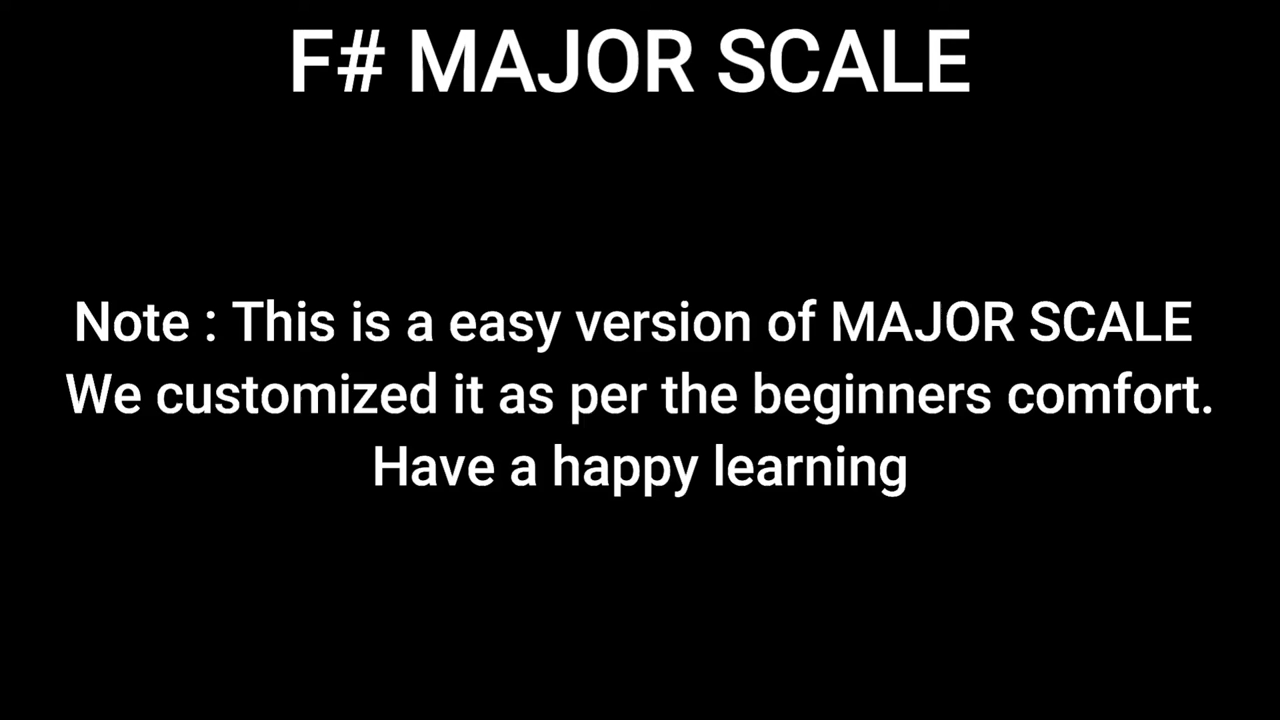 F# MAJOR SCALE
Note : This is a easy version of MAJOR SCALE
We customized it as per the beginners comfort.
Have a happy learning